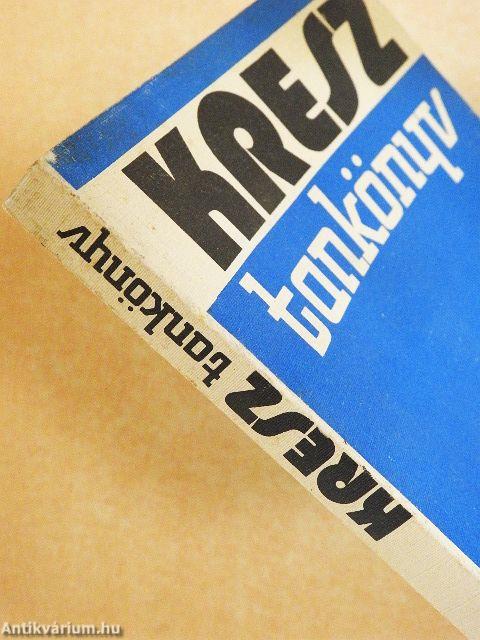 KRESZ
tankönyv
KRESZ tankönyv
Antikvárium.hu